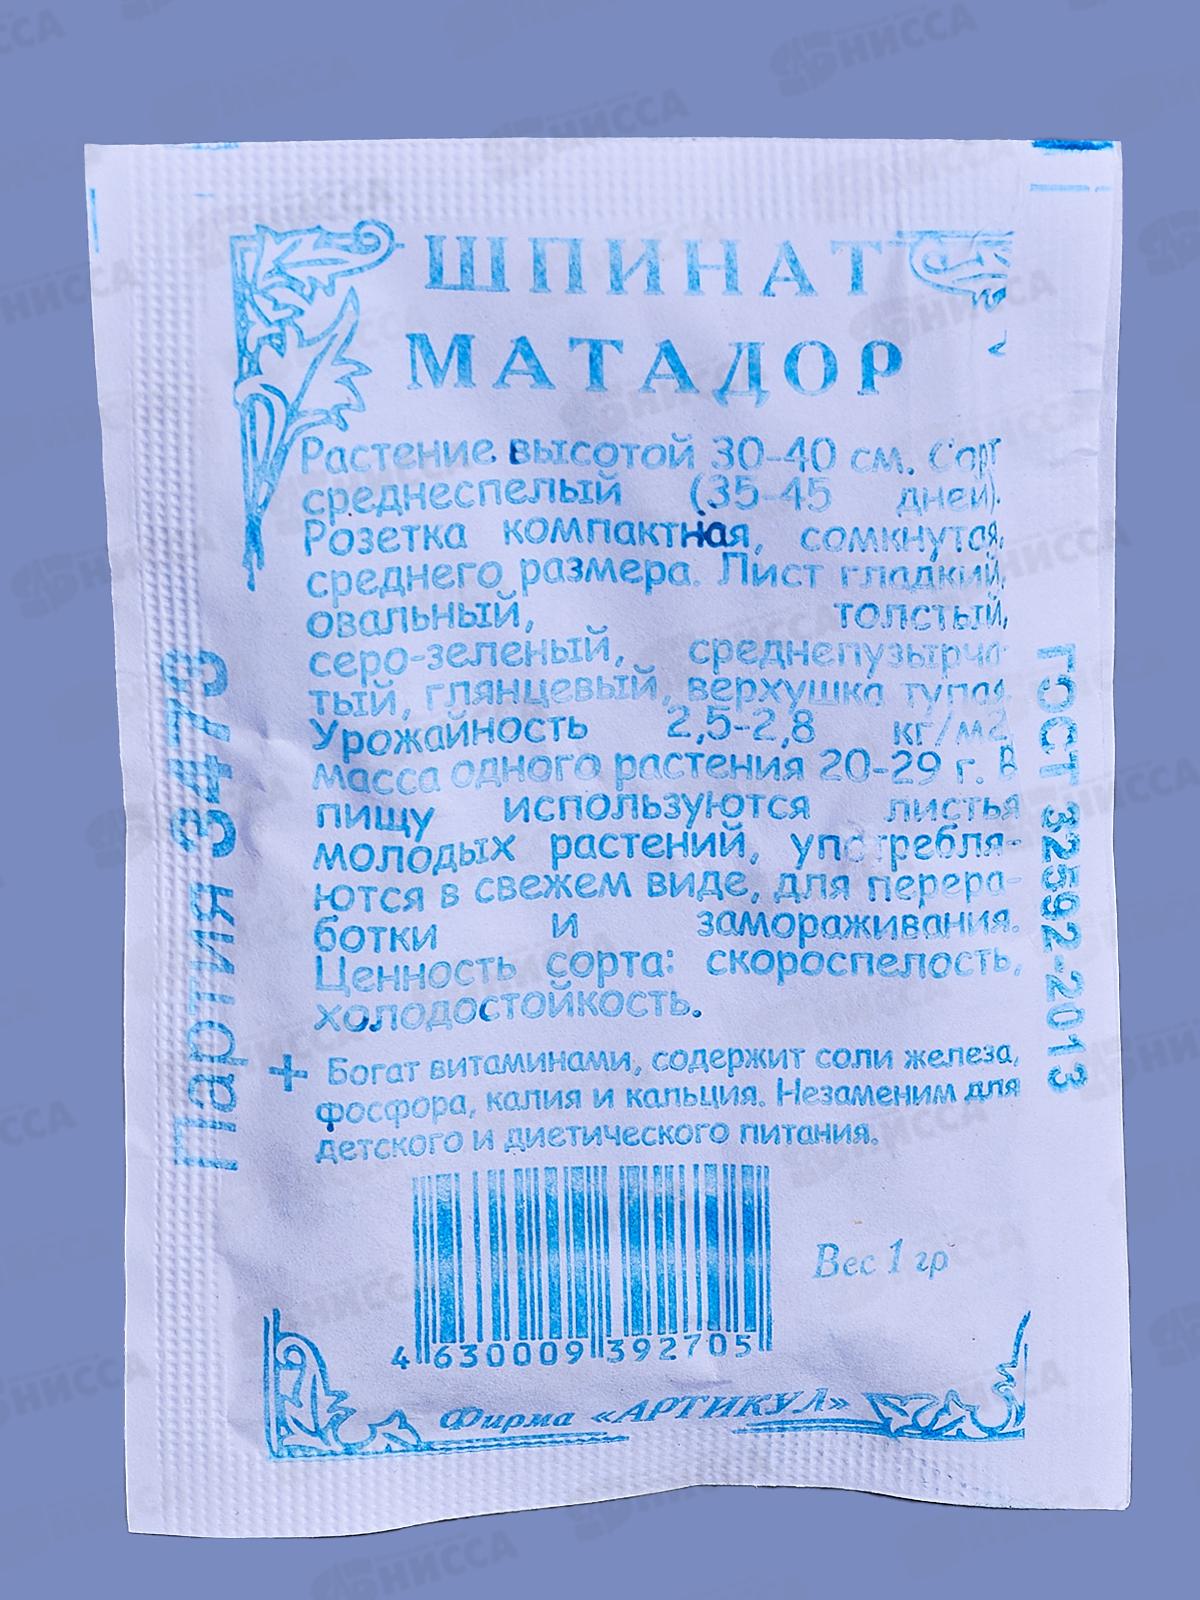 ШПИНАТ
МАТАДОР
Растение высотой 30-40 см. Сорт
среднеспелый (35-45 дней).
Розетка компактная, сомкнутая,
среднего размера. Лист гладкий,
овальный, толстый,
серо-зеленый, среднепузырча-
тый, глянцевый, верхушка тупая.
Урожайность 2,5-2,8 кг/м2,
масса одного растения 20-29 г. В
пищу используются листья
молодых растений, употребля-
ются в свежем виде, для перера-
ботки и замораживания.
Ценность сорта: скороспелость,
холодостойкость.
+ Богат витаминами, содержит соли железа,
фосфора, калия и кальция. Незаменим для
детского и диетического питания.
Вес 1 гр
4 630009 392705
Фирма «АРТИКУЛ»
Партия 3473
ГОСТ 32592-2013
НИССА